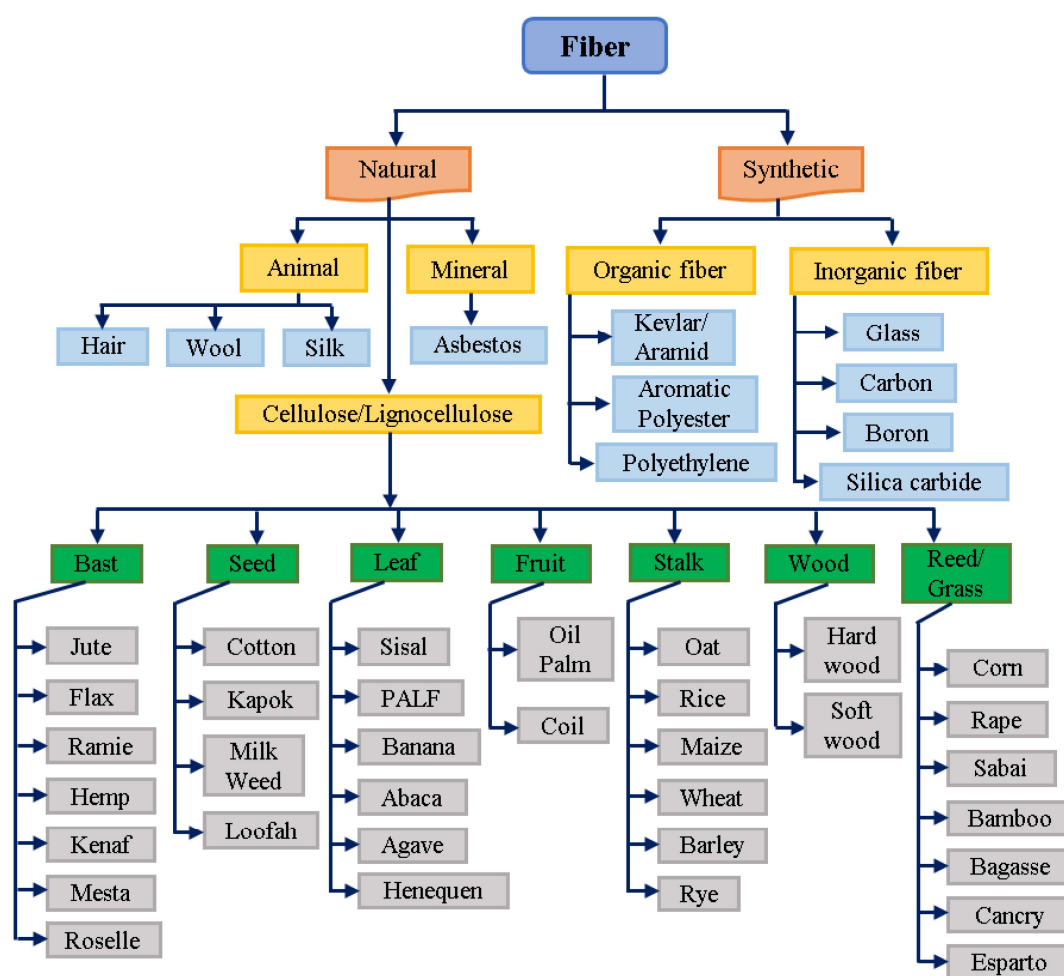 Fiber
Natural
Synthetic
Animal
Mineral
Organic fiber
Inorganic fiber
Hair
Wool
Silk
Asbestos
Kevlar/
Aramid
Aromatic
Polyester
Polyethylene
Glass
Carbon
Boron
Silica carbide
Cellulose/Lignocellulose
Bast
Seed
Leaf
Fruit
Stalk
Wood
Reed/
Grass
Jute
Flax
Ramie
Hemp
Kenaf
Mesta
Roselle
Cotton
Kapok
Milk
Weed
Loofah
Sisal
PALF
Banana
Abaca
Agave
Henequen
Oil
Palm
Coil
Oat
Rice
Maize
Wheat
Barley
Rye
Hard
wood
Soft
wood
Corn
Rape
Sabai
Bamboo
Bagasse
Cancry
Esparto